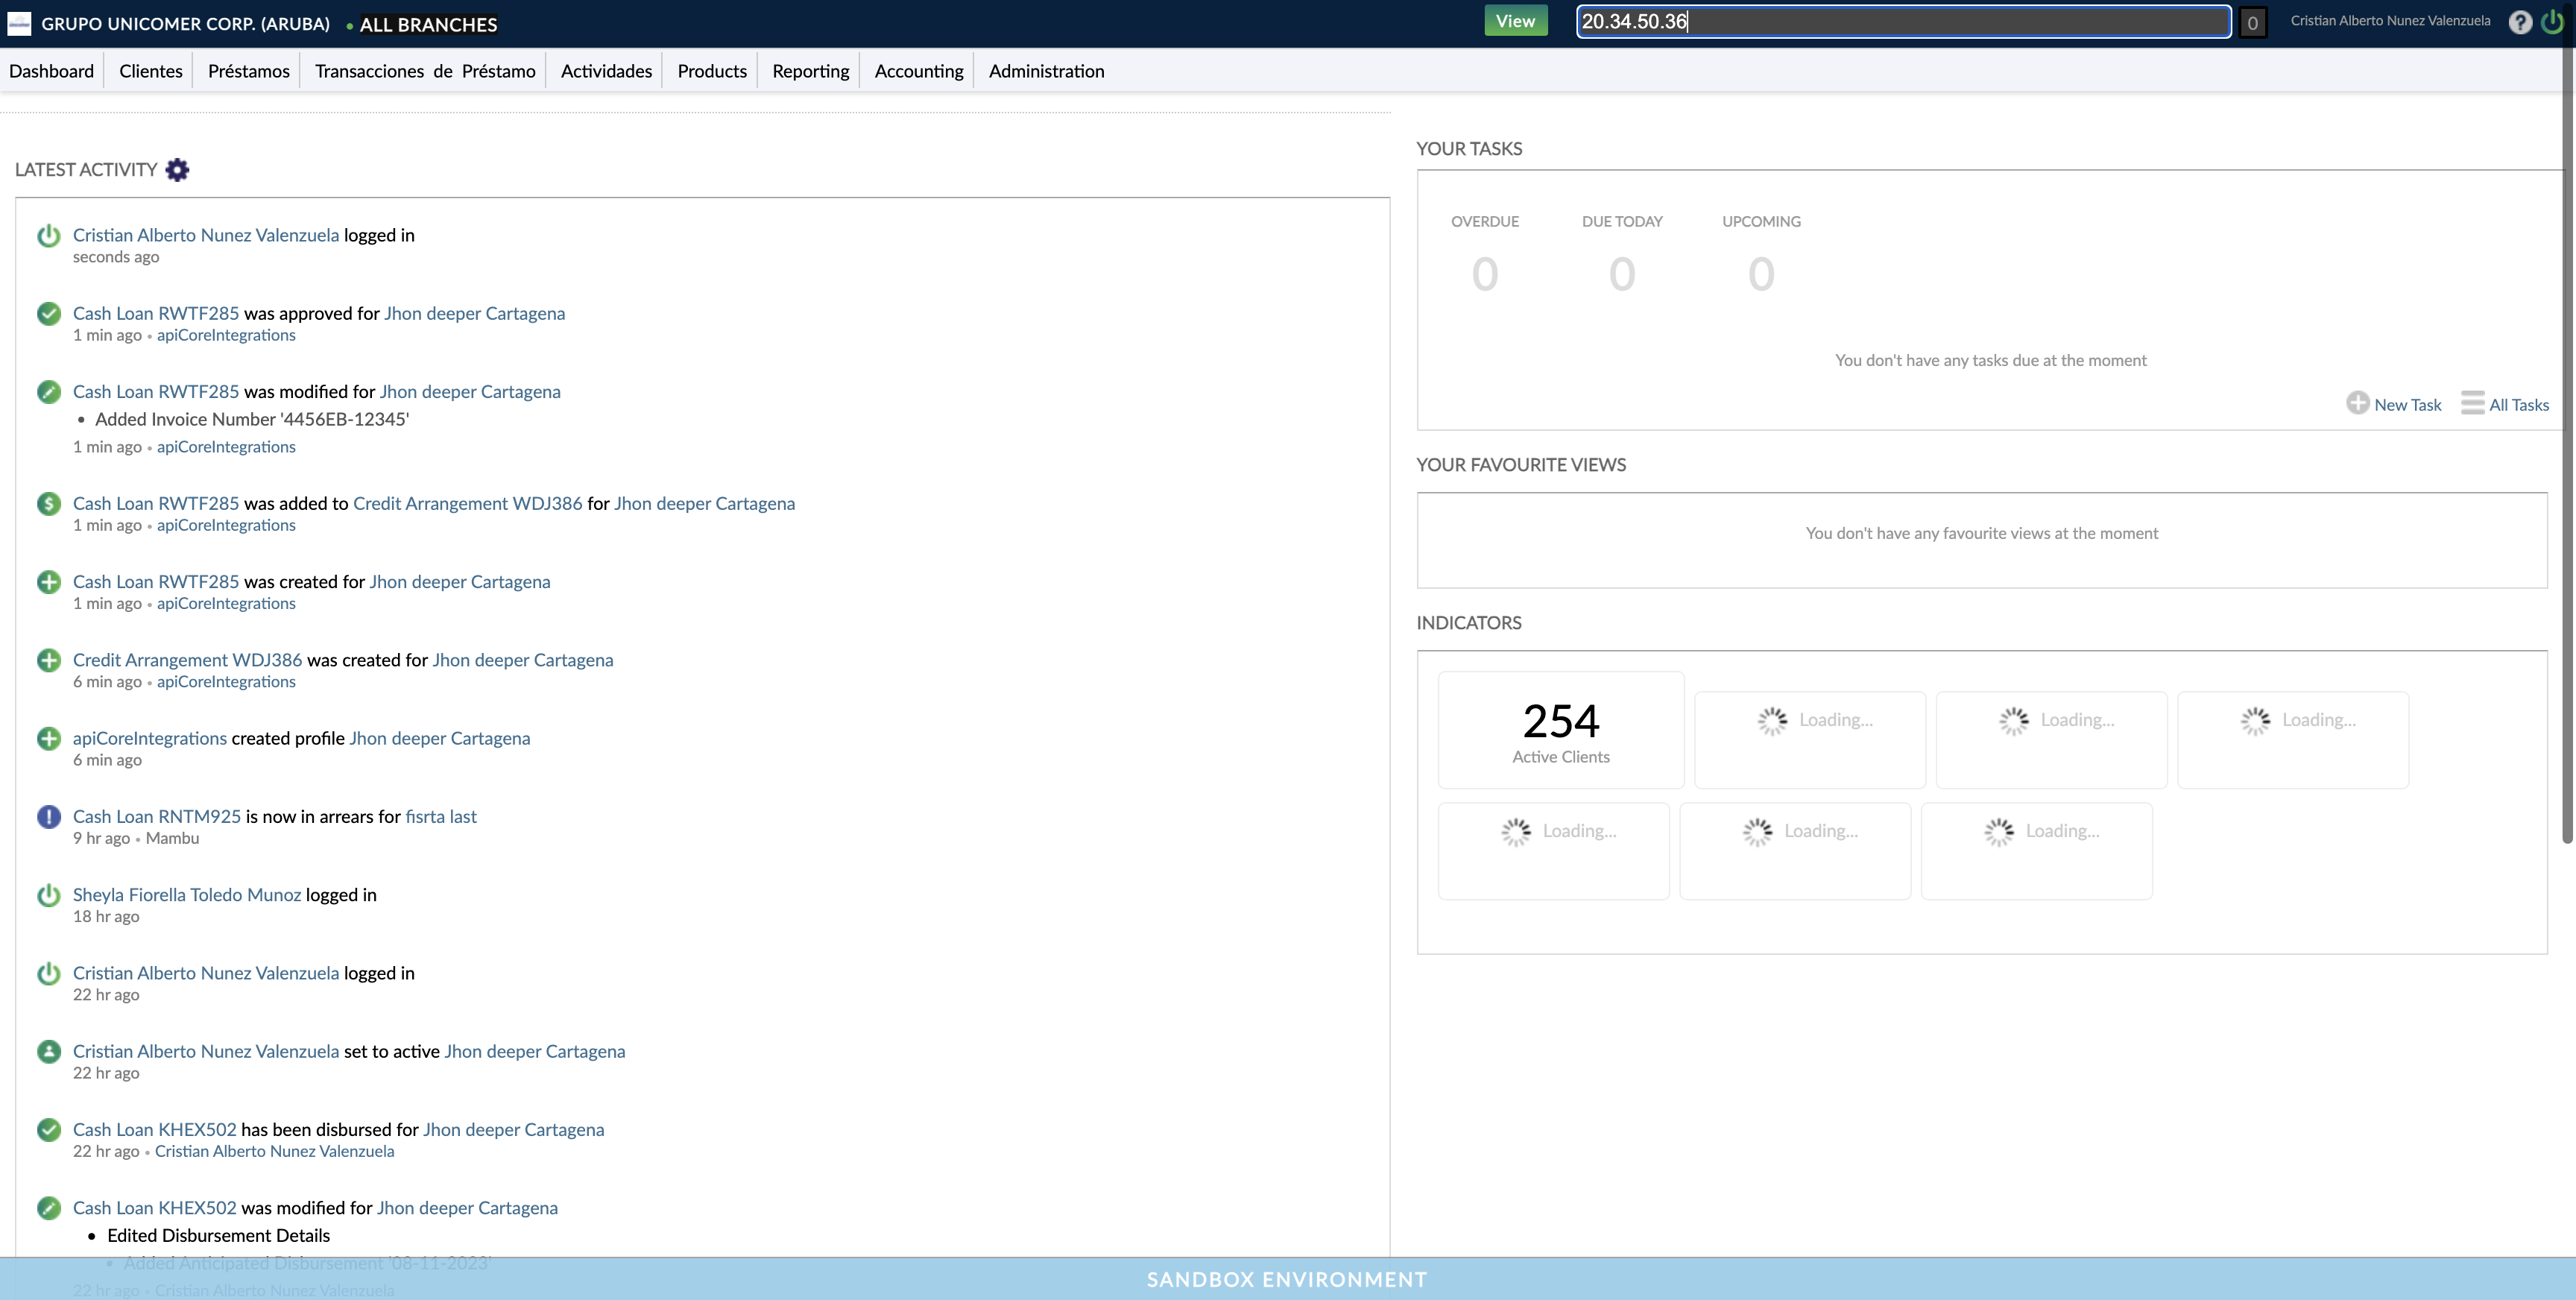 GRUPO UNICOMER CORP. (ARUBA) • ALL BRANCHES
View
20.34.50.36
0
Cristian Alberto Nunez Valenzuela
?
Dashboard Clientes Préstamos Transacciones de Préstamo Actividades Products Reporting Accounting Administration
LATEST ACTIVITY
Cristian Alberto Nunez Valenzuela logged in
seconds ago
Cash Loan RWTF285 was approved for Jhon deeper Cartagena
1 min ago • apiCoreIntegrations
Cash Loan RWTF285 was modified for Jhon deeper Cartagena
• Added Invoice Number '4456EB-12345'
1 min ago • apiCoreIntegrations
Cash Loan RWTF285 was added to Credit Arrangement WDJ386 for Jhon deeper Cartagena
1 min ago • apiCoreIntegrations
Cash Loan RWTF285 was created for Jhon deeper Cartagena
1 min ago • apiCoreIntegrations
Credit Arrangement WDJ386 was created for Jhon deeper Cartagena
6 min ago • apiCoreIntegrations
apiCoreIntegrations created profile Jhon deeper Cartagena
6 min ago
Cash Loan RNTM925 is now in arrears for fisrta last
9 hr ago • Mambu
Sheyla Fiorella Toledo Munoz logged in
18 hr ago
Cristian Alberto Nunez Valenzuela logged in
22 hr ago
Cristian Alberto Nunez Valenzuela set to active Jhon deeper Cartagena
22 hr ago
Cash Loan KHEX502 has been disbursed for Jhon deeper Cartagena
22 hr ago • Cristian Alberto Nunez Valenzuela
Cash Loan KHEX502 was modified for Jhon deeper Cartagena
• Edited Disbursement Details
Added Anticipated Disbursement '08-11-2023'
22 hr ago • Cristian Alberto Nunez Valenzuela
YOUR TASKS
OVERDUE DUE TODAY UPCOMING
0 0 0
You don't have any tasks due at the moment
New Task All Tasks
YOUR FAVOURITE VIEWS
You don't have any favourite views at the moment
INDICATORS
254
Active Clients
Loading... Loading... Loading...
Loading... Loading... Loading...
SANDBOX ENVIRONMENT